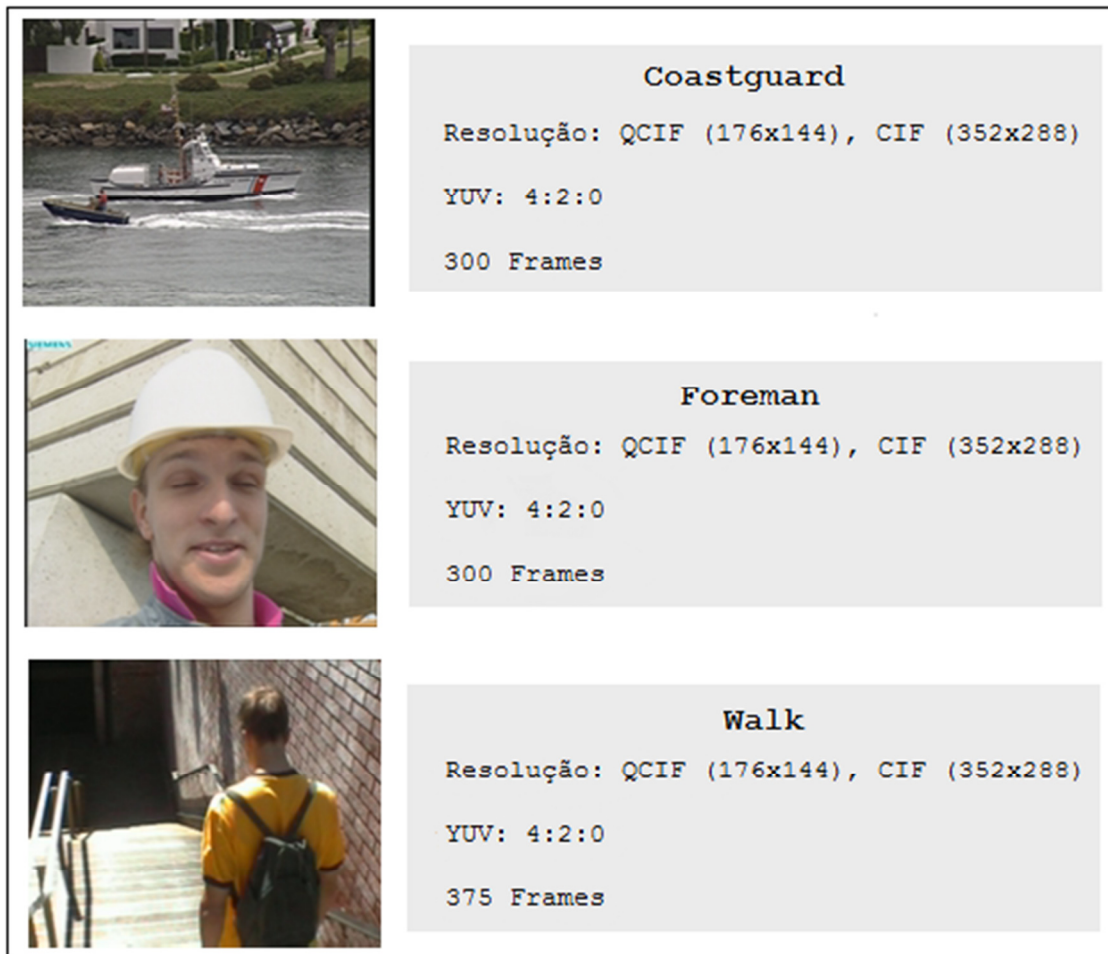 Coastguard
Resolução: QCIF (176x144), CIF (352x288)
YUV: 4:2:0
300 Frames
SIEMENS
Foreman
Resolução: QCIF (176x144), CIF (352x288)
YUV: 4:2:0
300 Frames
Walk
Resolução: QCIF (176x144), CIF (352x288)
YUV: 4:2:0
375 Frames